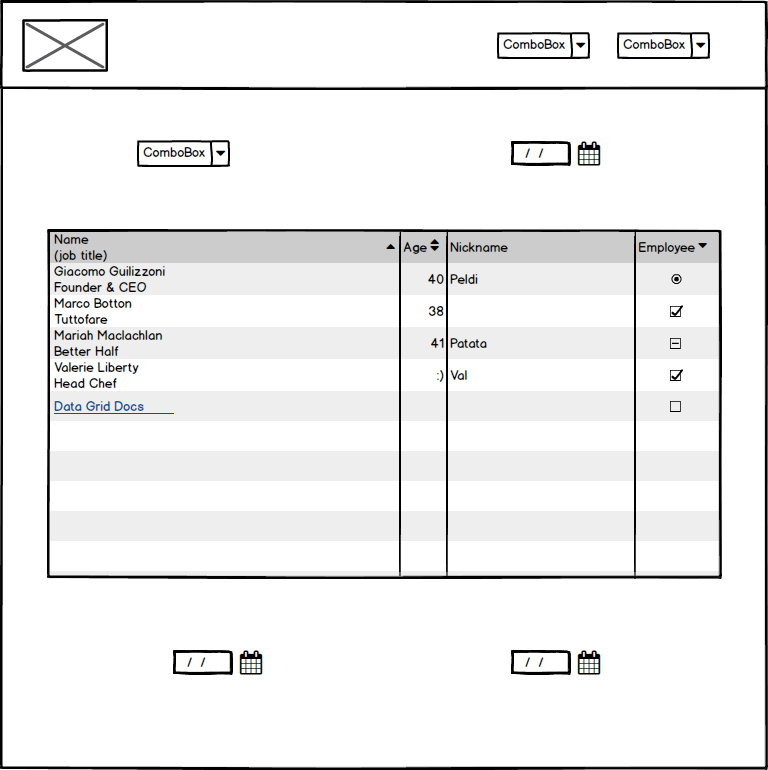 ComboBox ComboBox
ComboBox / /
Name
(job title) Age Nickname Employee
Giacomo Guilizzoni
Founder & CEO 40 Peldi
Marco Botton
Tuttofare 38
Mariah Maclachlan
Better Half 41 Patata
Valerie Liberty
Head Chef :) Val
Data Grid Docs
/ / / /